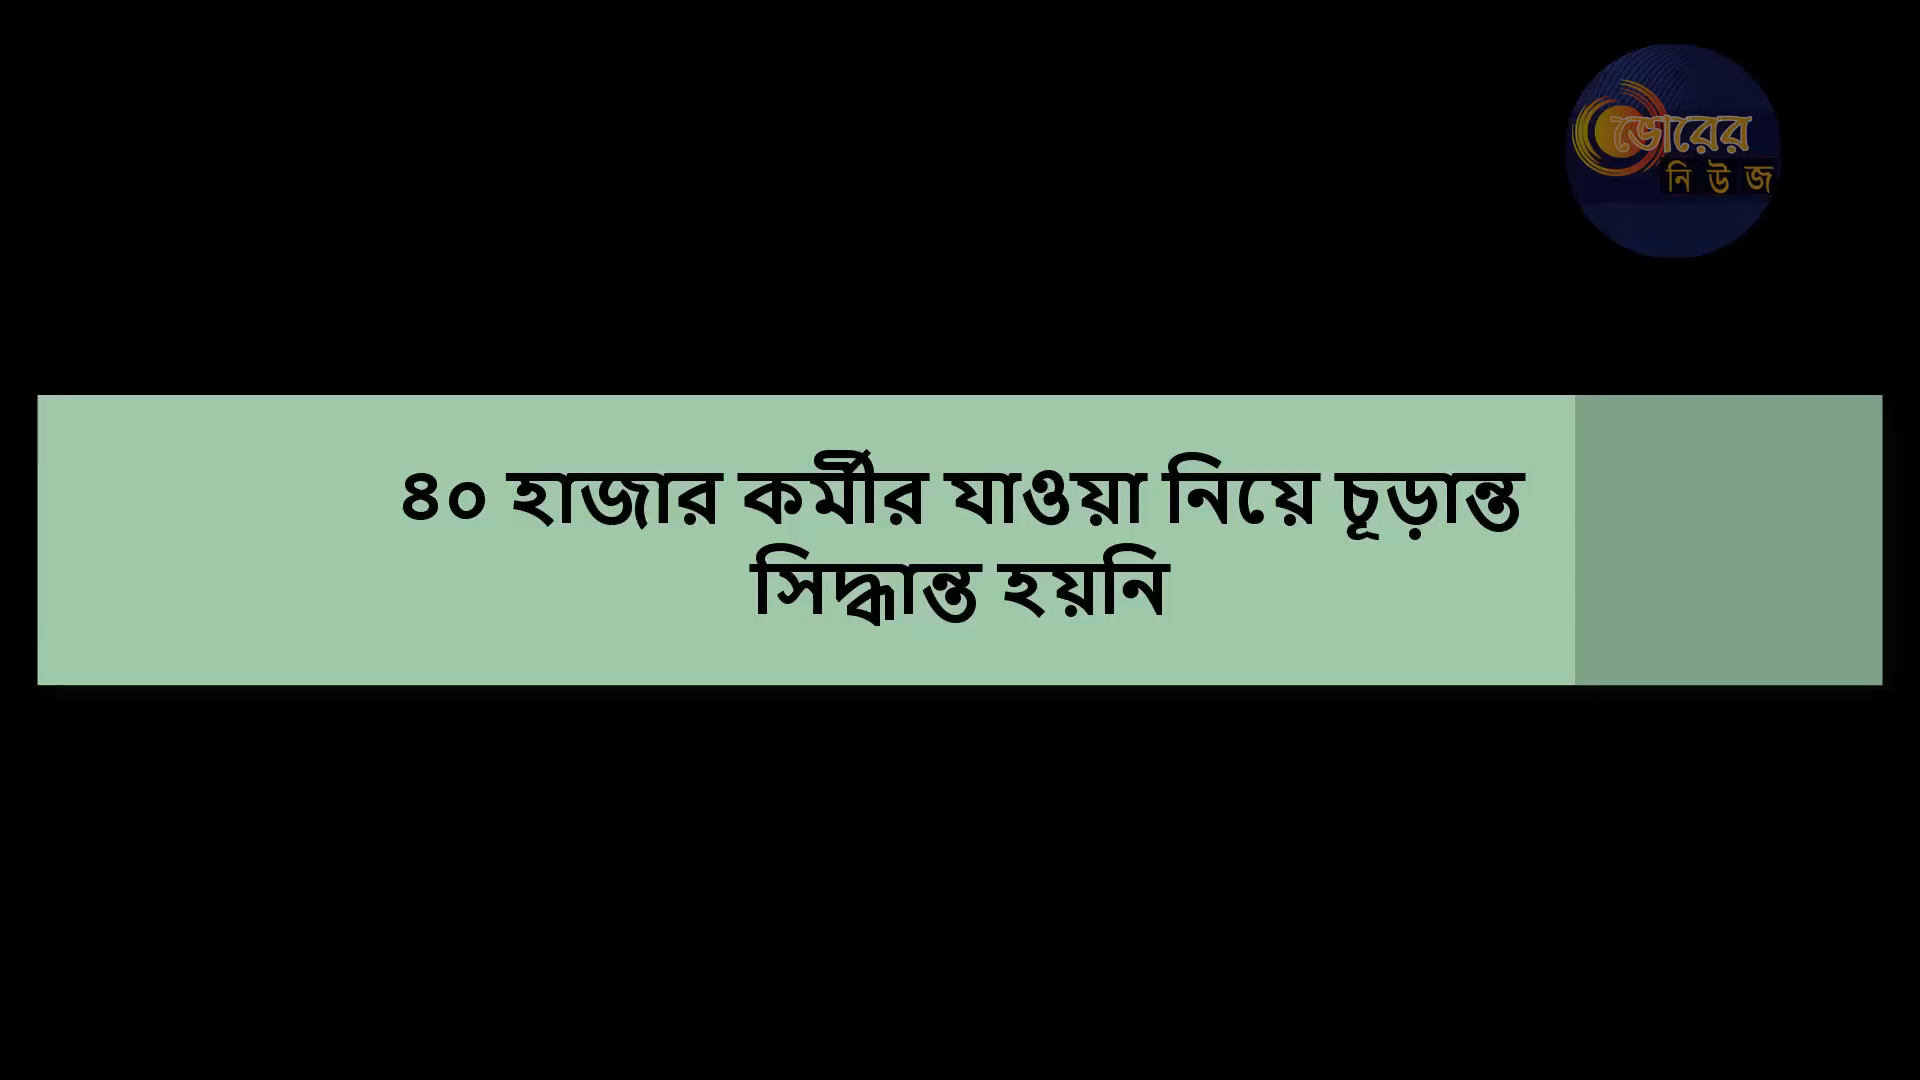 ভোরের
নি উ জ
৪০ হাজার কর্মীর যাওয়া নিয়ে চূড়ান্ত
সিদ্ধান্ত হয়নি